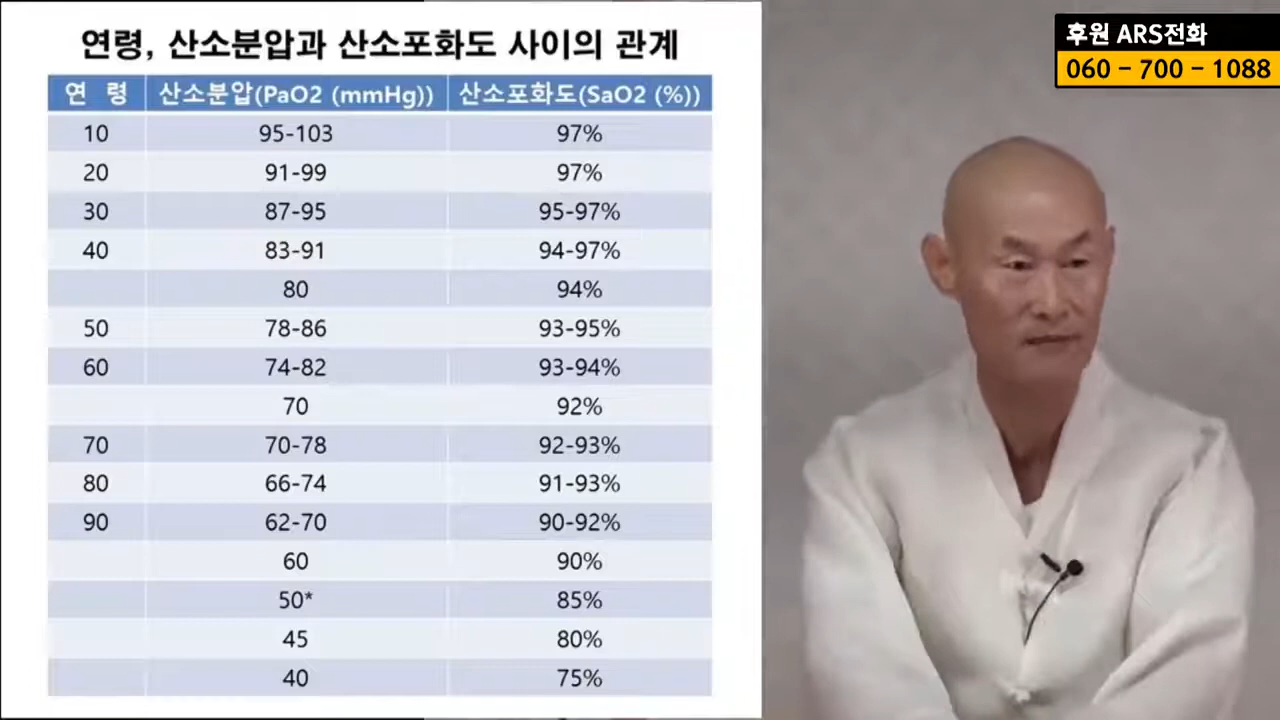 연령, 산소분압과 산소포화도 사이의 관계
연 령 산소분압(PaO2 (mmHg)) 산소포화도(SaO2 (%))
10 95-103 97%
20 91-99 97%
30 87-95 95-97%
40 83-91 94-97%
80 94%
50 78-86 93-95%
60 74-82 93-94%
70 92%
70 70-78 92-93%
80 66-74 91-93%
90 62-70 90-92%
60 90%
50* 85%
45 80%
40 75%
후원 ARS전화
060 - 700 - 1088